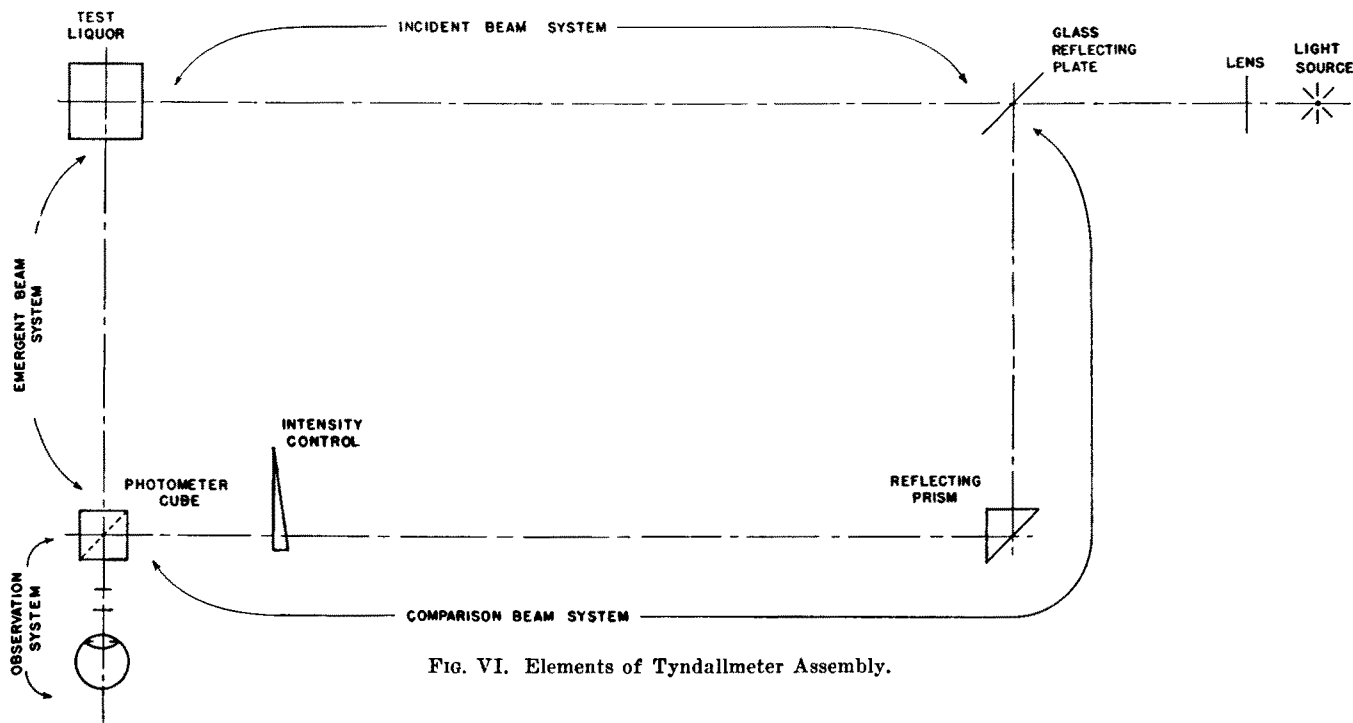 TEST
LIQUOR
INCIDENT BEAM SYSTEM
GLASS
REFLECTING
PLATE
LENS
LIGHT
SOURCE
EMERGENT BEAM
SYSTEM
INTENSITY
CONTROL
PHOTOMETER
CUBE
REFLECTING
PRISM
OBSERVATION
SYSTEM
COMPARISON BEAM SYSTEM
FIG. VI. Elements of Tyndallmeter Assembly.